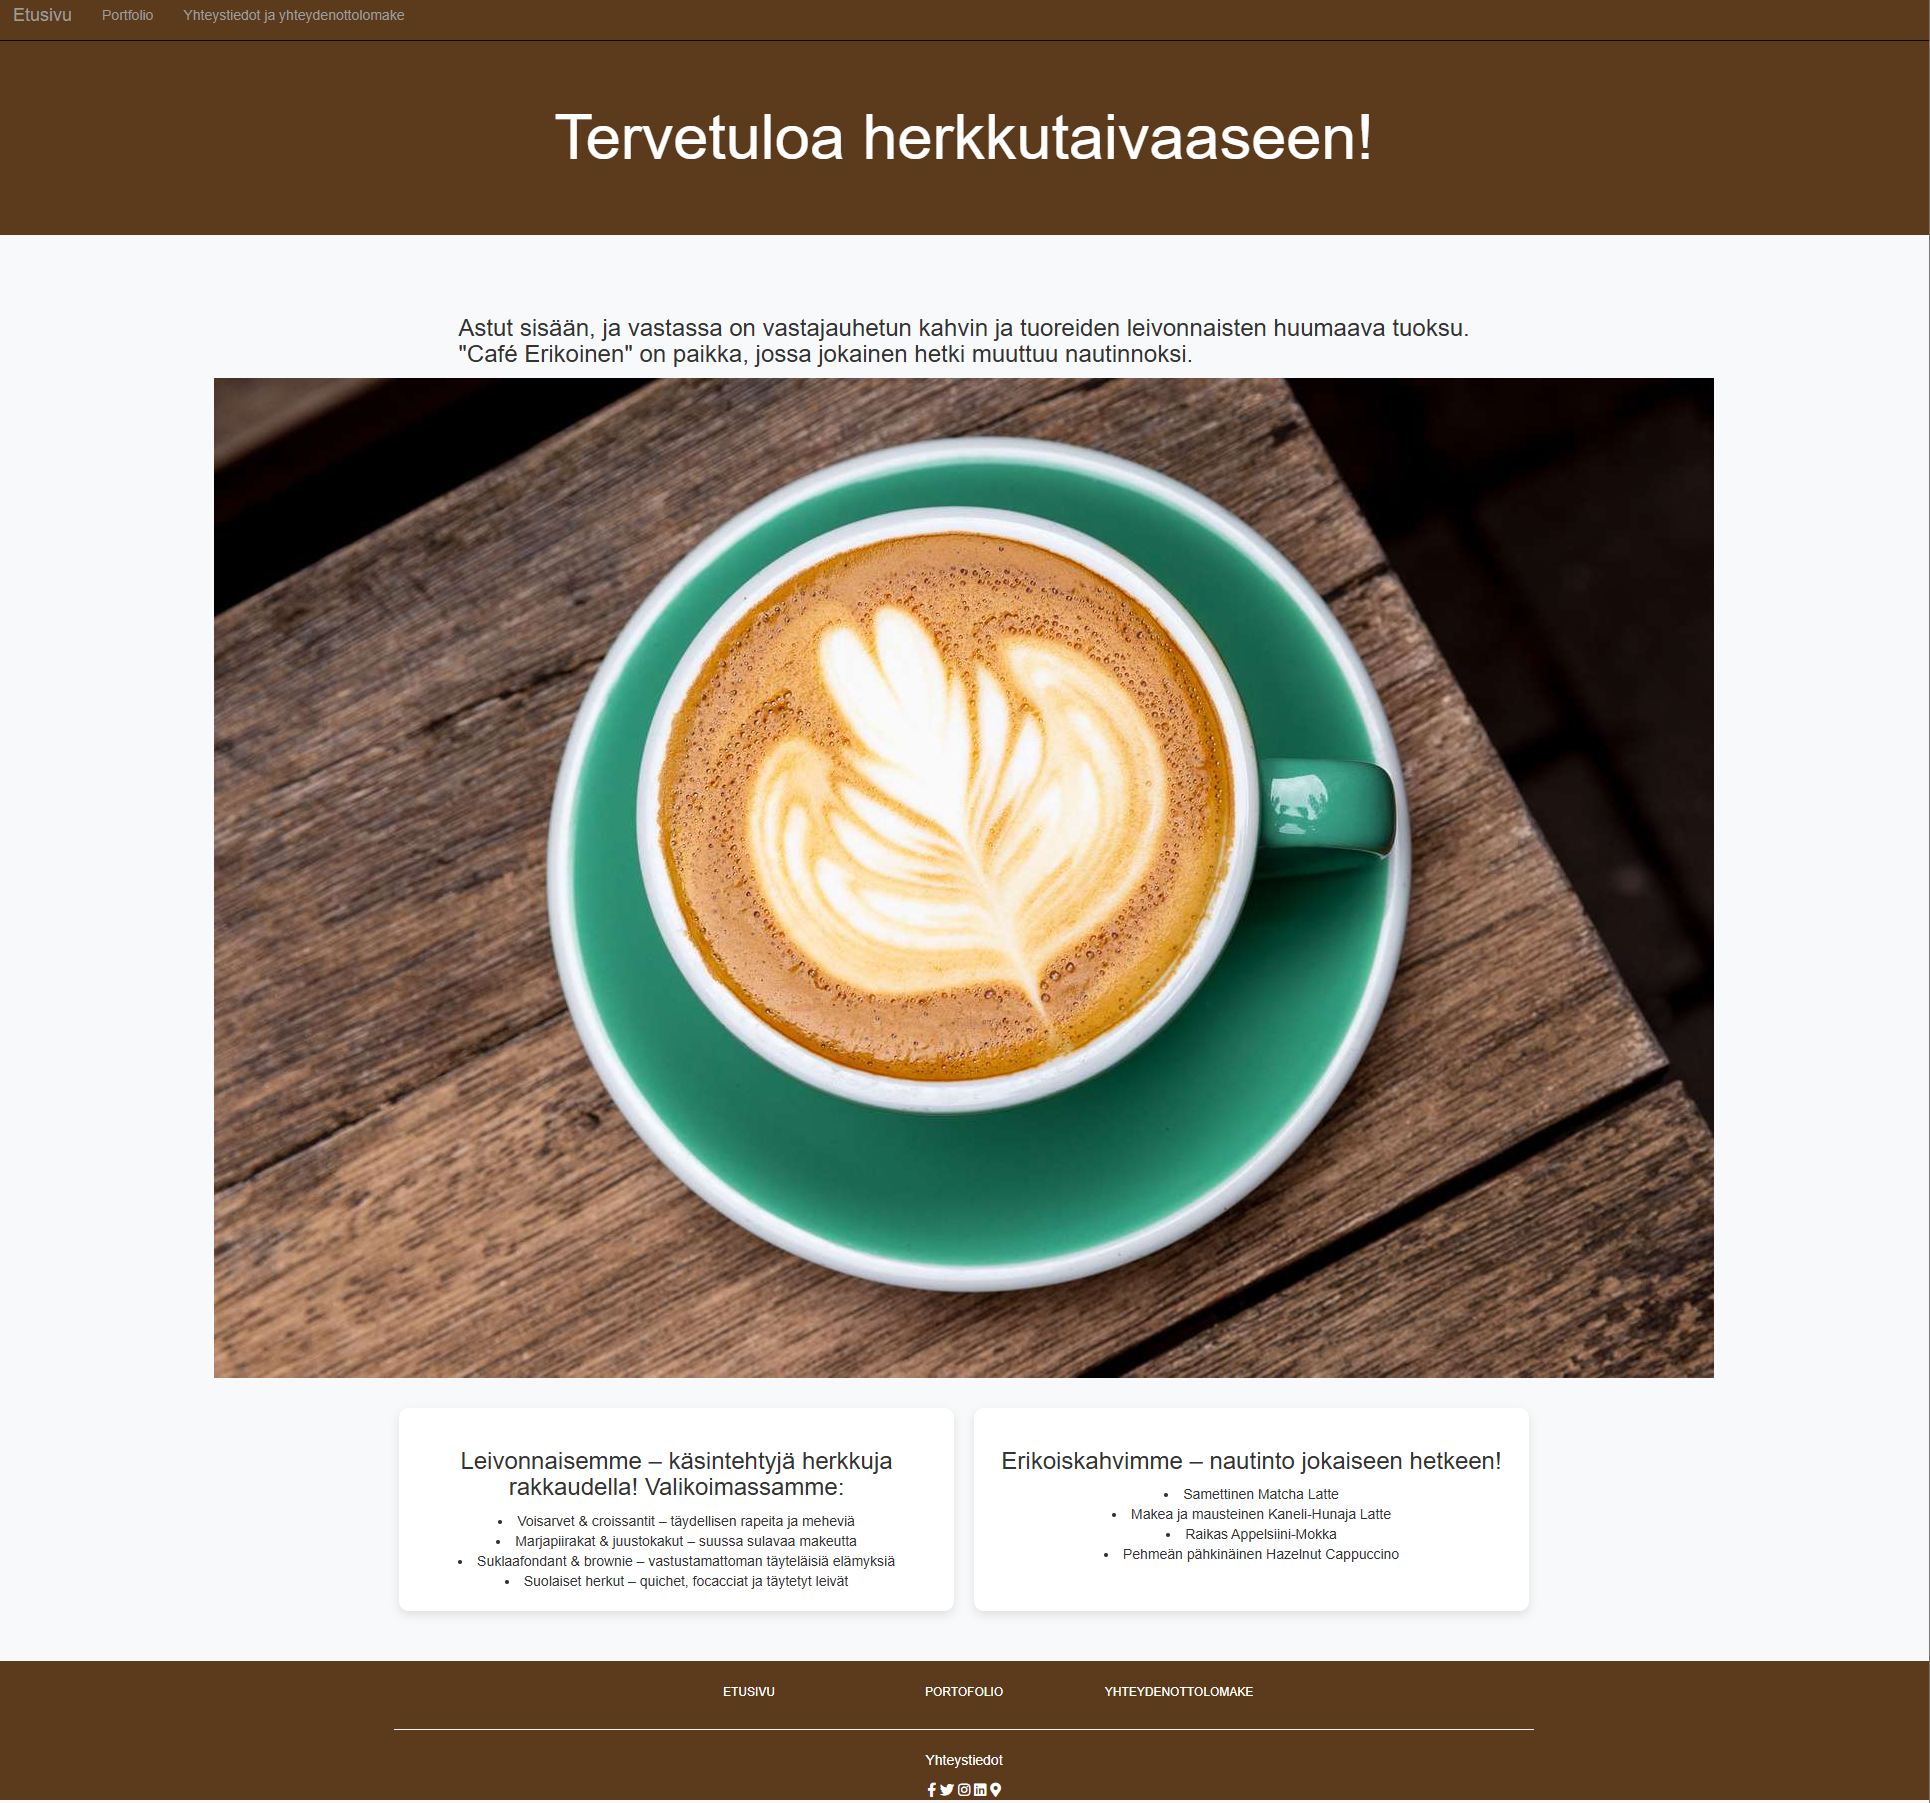 Etusivu Portfolio Yhteystiedot ja yhteydenottolomake
Tervetuloa herkkutaivaaseen!
Astut sisään, ja vastassa on vastajauhetun kahvin ja tuoreiden leivonnaisten huumaava tuoksu.
"Café Erikoinen" on paikka, jossa jokainen hetki muuttuu nautinnoksi.
Leivonnaisemme – käsintehtyjä herkkuja
rakkaudella! Valikoimassamme:
• Voisarvet & croissantit – täydellisen rapeita ja meheviä
• Marjapiirakat & juustokakut – suussa sulavaa makeutta
• Suklaafondant & brownie – vastustamattoman täyteläisiä elämyksiä
• Suolaiset herkut – quichet, focacciat ja täytetyt leivät
Erikoiskahvimme – nautinto jokaiseen hetkeen!
• Samettinen Matcha Latte
• Makea ja mausteinen Kaneli-Hunaja Latte
• Raikas Appelsiini-Mokka
• Pehmeän pähkinäinen Hazelnut Cappuccino
ETUSIVU PORTOFOLIO YHTEYDENOTTOLOMAKE
Yhteystiedot